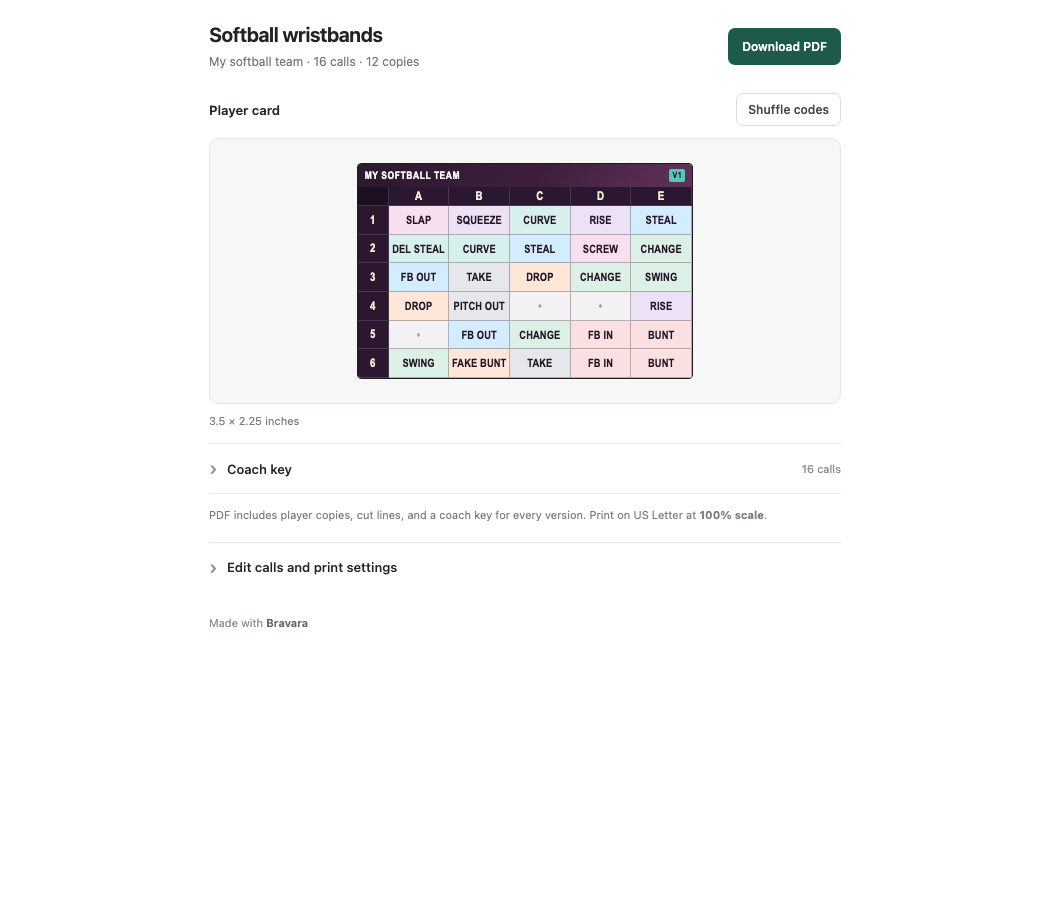 Softball wristbands
Download PDF
My softball team · 16 calls · 12 copies
Player card
Shuffle codes
MY SOFTBALL TEAM V1
A B C D E
1 SLAP SQUEEZE CURVE RISE STEAL
2 DEL STEAL CURVE STEAL SCREW CHANGE
3 FB OUT TAKE DROP CHANGE SWING
4 DROP PITCH OUT • • RISE
5 • FB OUT CHANGE FB IN BUNT
6 SWING FAKE BUNT TAKE FB IN BUNT
3.5 × 2.25 inches
Coach key 16 calls
PDF includes player copies, cut lines, and a coach key for every version. Print on US Letter at 100% scale.
Edit calls and print settings
Made with Bravara